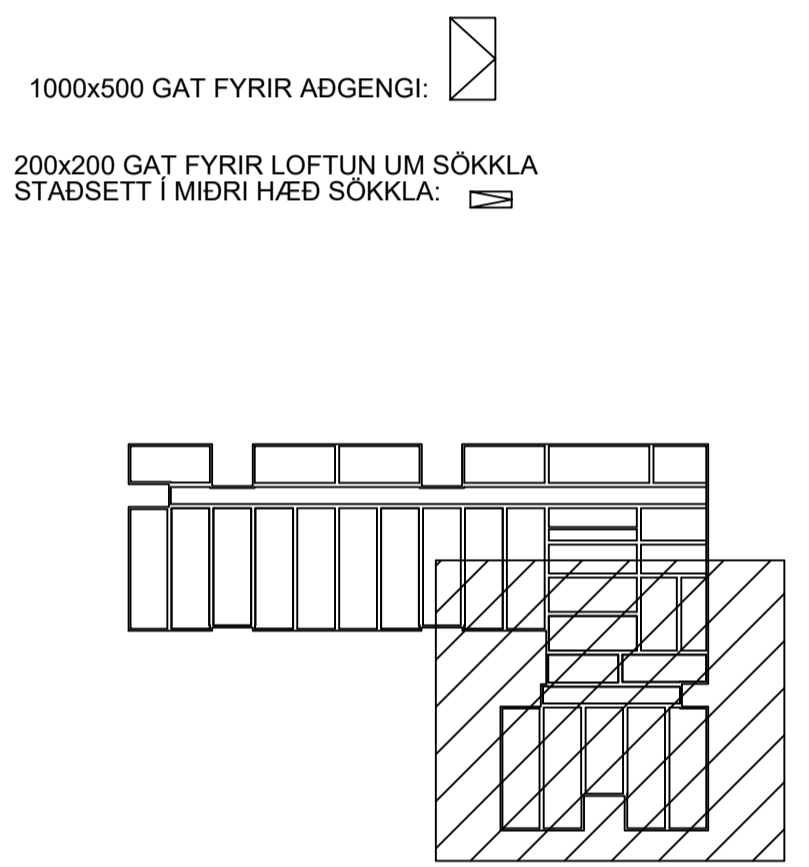 1000x500 GAT FYRIR AÐGENGI:
200x200 GAT FYRIR LOFTUN UM SÖKKLA
STAÐSETT Í MIÐRI HÆÐ SÖKKLA: